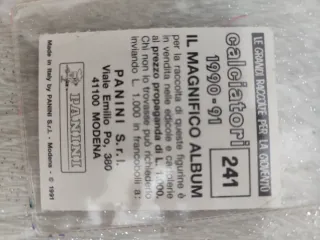 LE GRANDI RACCOLTE PER LA GIOVENTÙ
calciatori
1990-91
241
IL MAGNIFICO ALBUM
per la raccolta di queste figurine è
in vendita nelle edicole e cartolerie
al prezzo propaganda di L. 1.000.
Chi non lo trovasse può richiederlo
inviando L. 1.000 in francobolli a:
PANINI S.r.l.
Viale Emilio Po, 380
41100 MODENA
PANINI
Made in Italy by PANINI S.r.l. - Modena - © 1991